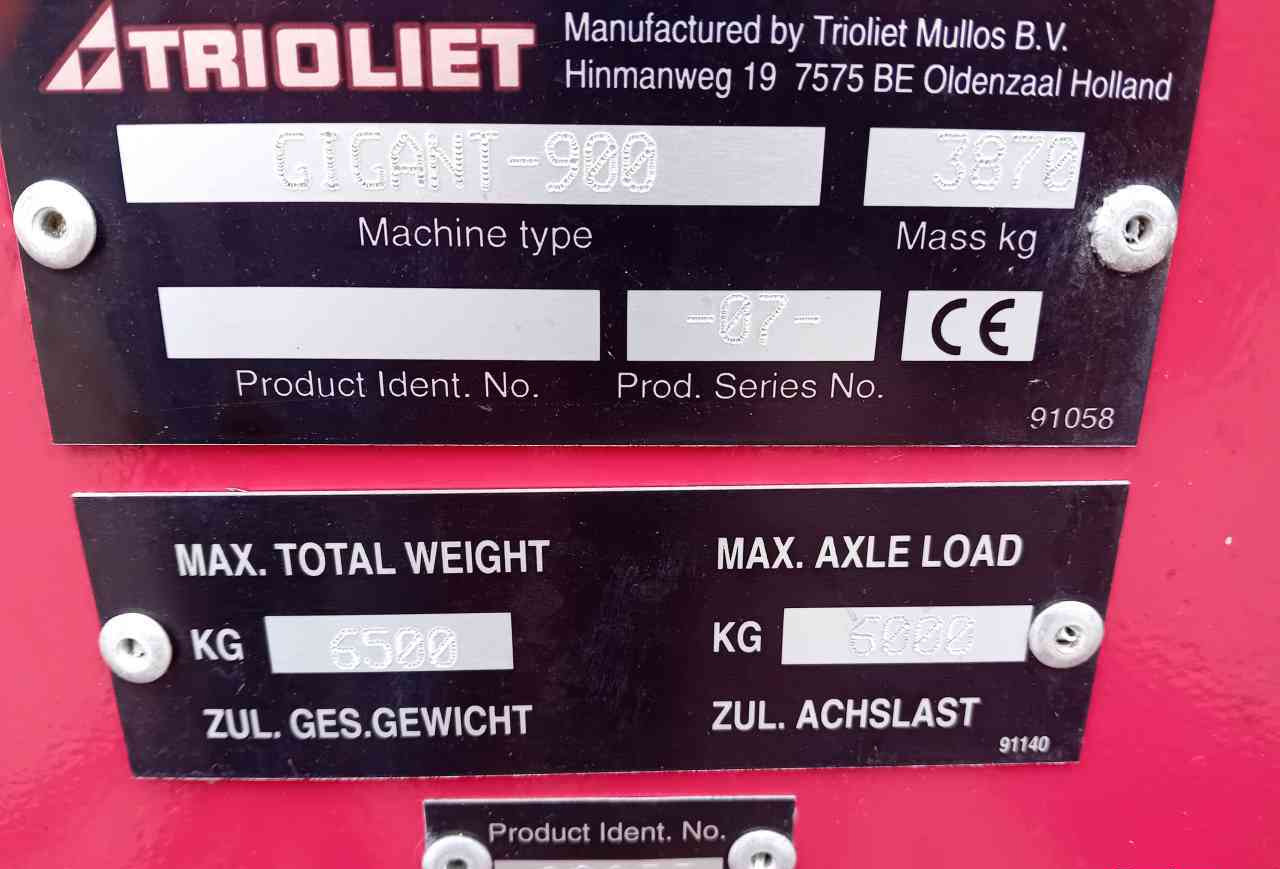 TRIOLIET
Manufactured by Trioliet Mullos B.V.
Hinmanweg 19 7575 BE Oldenzaal Holland
GIGANT-900 3870
Machine type Mass kg
-07- CE
Product Ident. No. Prod. Series No.
91058
MAX. TOTAL WEIGHT MAX. AXLE LOAD
KG 6500 KG 6000
ZUL. GES.GEWICHT ZUL. ACHSLAST
91140
Product Ident. No.